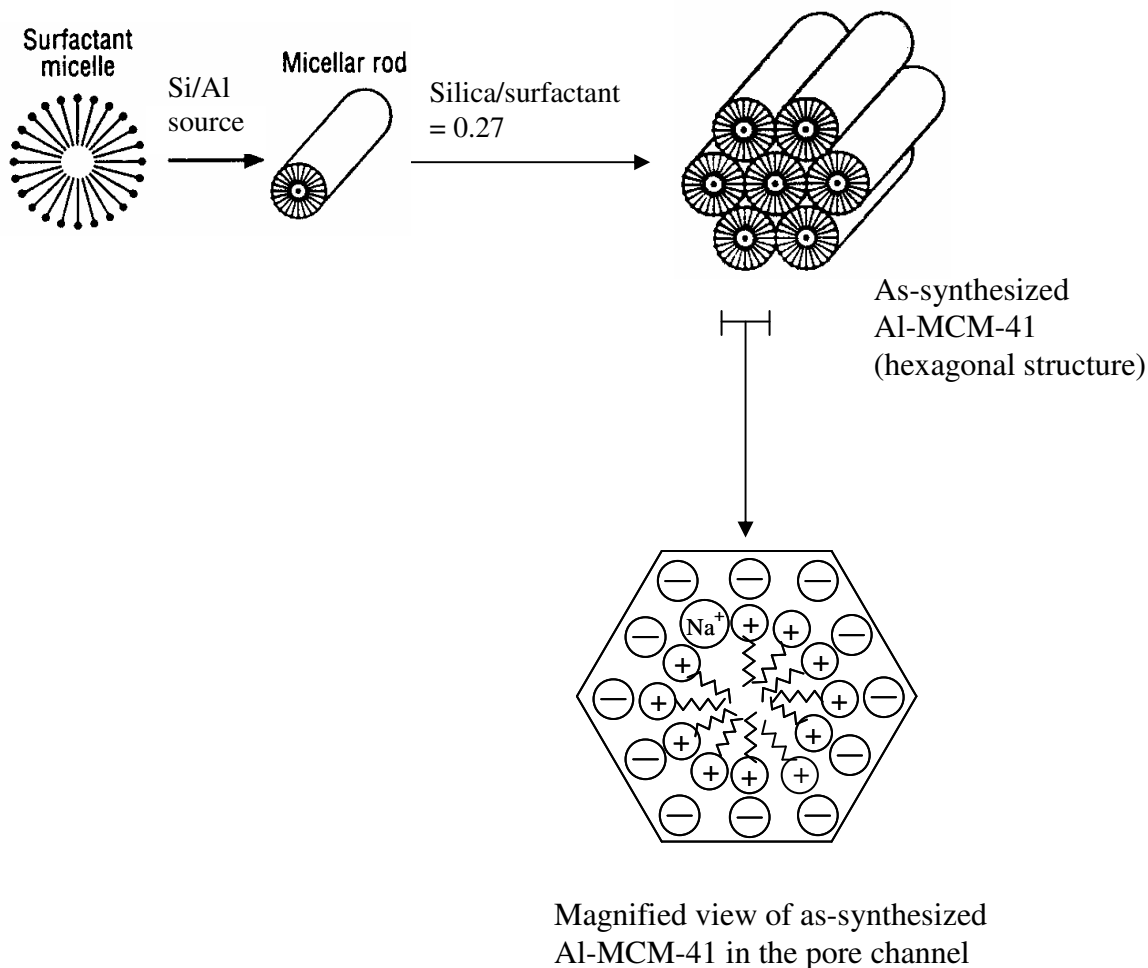 Surfactant
micelle
Si/Al
source
Micellar rod
Silica/surfactant
= 0.27
As-synthesized
Al-MCM-41
(hexagonal structure)
− − −
Na⁺ + +
− −
+ +
− + + −
+ +
− −
+ + +
− − −
Magnified view of as-synthesized
Al-MCM-41 in the pore channel